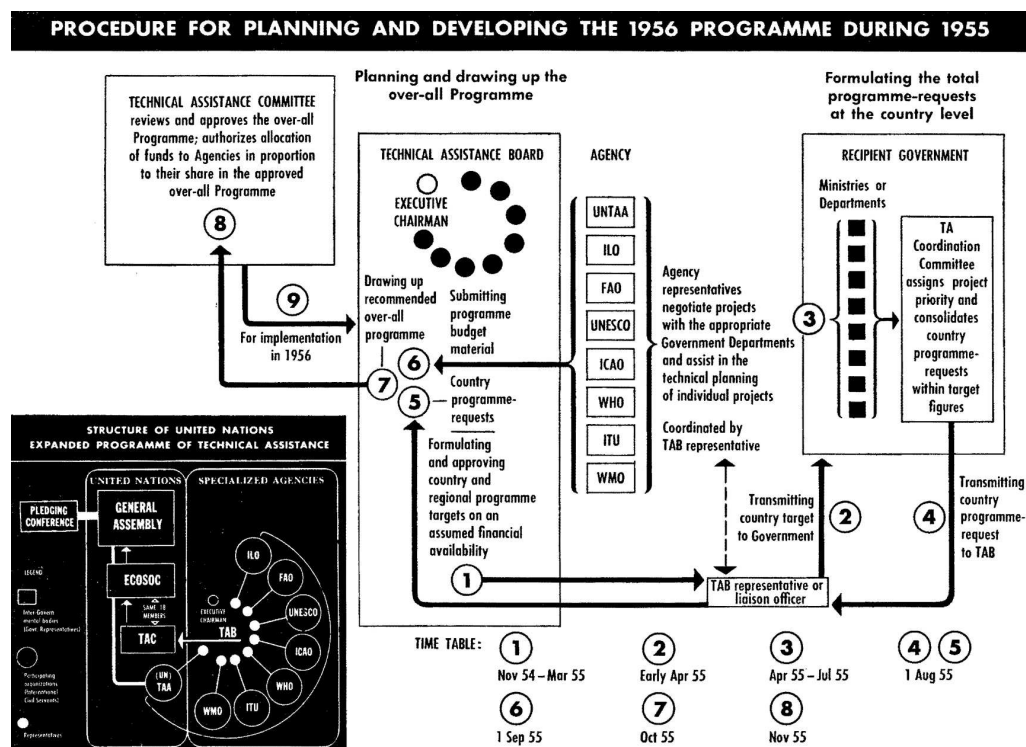 PROCEDURE FOR PLANNING AND DEVELOPING THE 1956 PROGRAMME DURING 1955
TECHNICAL ASSISTANCE COMMITTEE
reviews and approves the over-all
Programme; authorizes allocation
of funds to Agencies in proportion
to their share in the approved
over-all Programme
8
9
For implementation
in 1956
Planning and drawing up the
over-all Programme
TECHNICAL ASSISTANCE BOARD
EXECUTIVE
CHAIRMAN
Drawing up
recommended
over-all
programme
7
Submitting
programme
budget
material
6
5
Country
programme-
requests
Formulating
and approving
country and
regional programme
targets on an
assumed financial
availability
1
AGENCY
UNTAA
ILO
FAO
UNESCO
ICAO
WHO
ITU
WMO
Agency
representatives
negotiate projects
with the appropriate
Government Departments
and assist in the
technical planning
of individual projects
Coordinated by
TAB representative
Formulating the total
programme-requests
at the country level
RECIPIENT GOVERNMENT
Ministries or
Departments
3
TA
Coordination
Committee
assigns project
priority and
consolidates
country
programme-
requests
within target
figures
Transmitting
country target
to Government
2
4
Transmitting
country
programme-
request
to TAB
TAB representative or
liaison officer
TIME TABLE:
1
Nov 54 – Mar 55
2
Early Apr 55
3
Apr 55 – Jul 55
4 5
1 Aug 55
6
1 Sep 55
7
Oct 55
8
Nov 55
STRUCTURE OF UNITED NATIONS
EXPANDED PROGRAMME OF TECHNICAL ASSISTANCE
UNITED NATIONS
SPECIALIZED AGENCIES
PLEDGING
CONFERENCE
GENERAL
ASSEMBLY
ECOSOC
SAME 18
MEMBERS
TAC
(UN)
TAA
EXECUTIVE
CHAIRMAN
TAB
ILO
FAO
UNESCO
ICAO
WHO
ITU
WMO
LEGEND
Inter-Govern
mental bodies
(Govt. Representatives)
Participating
organizations
(International
Civil Servants)
Representatives